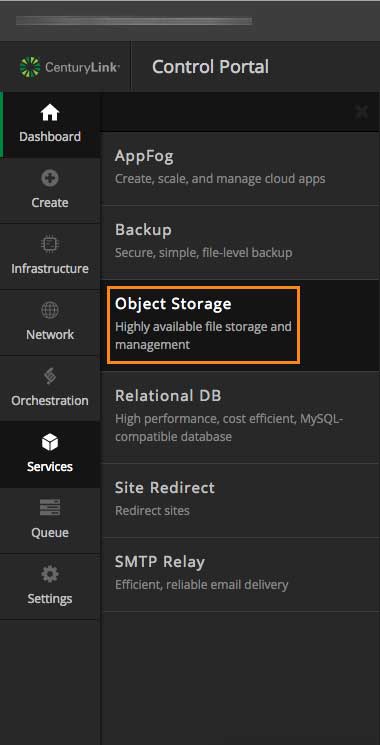 CenturyLink
Control Portal
Dashboard
Create
Infrastructure
Network
Orchestration
Services
Queue
Settings
AppFog
Create, scale, and manage cloud apps
Backup
Secure, simple, file-level backup
Object Storage
Highly available file storage and
management
Relational DB
High performance, cost efficient, MySQL-
compatible database
Site Redirect
Redirect sites
SMTP Relay
Efficient, reliable email delivery